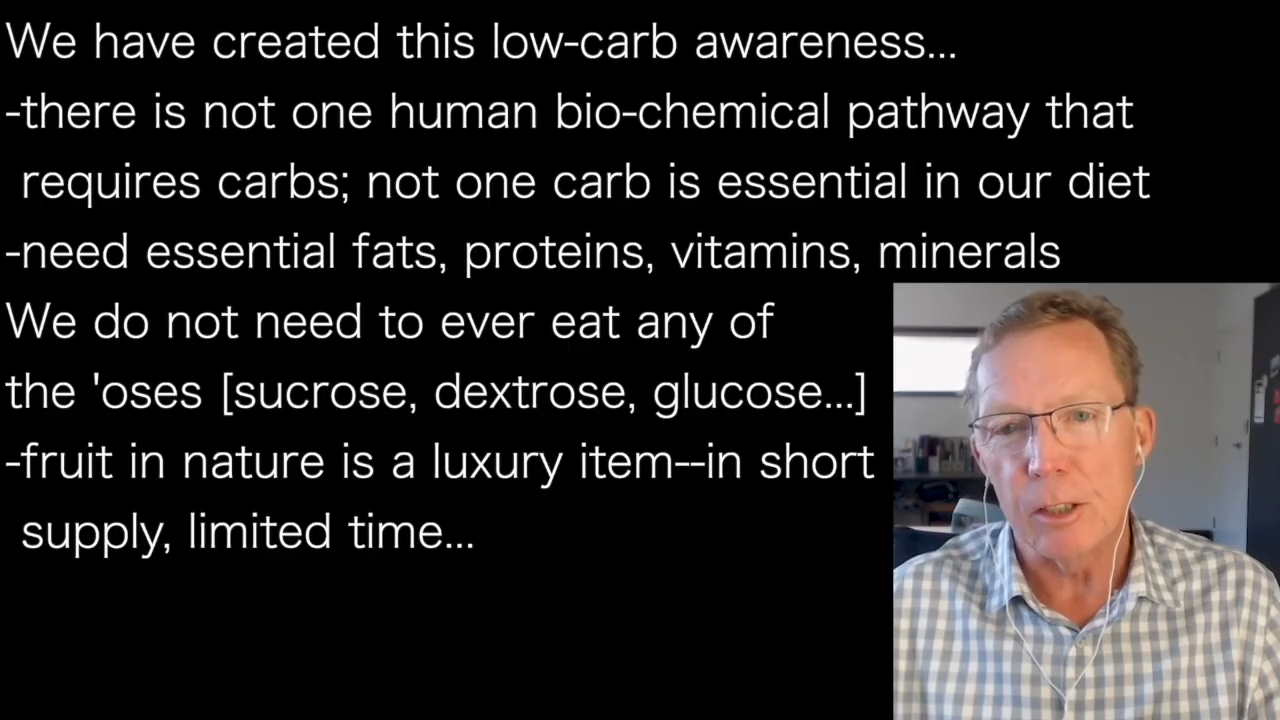 We have created this low-carb awareness...
-there is not one human bio-chemical pathway that
requires carbs; not one carb is essential in our diet
-need essential fats, proteins, vitamins, minerals
We do not need to ever eat any of
the 'oses [sucrose, dextrose, glucose...]
-fruit in nature is a luxury item--in short
supply, limited time...